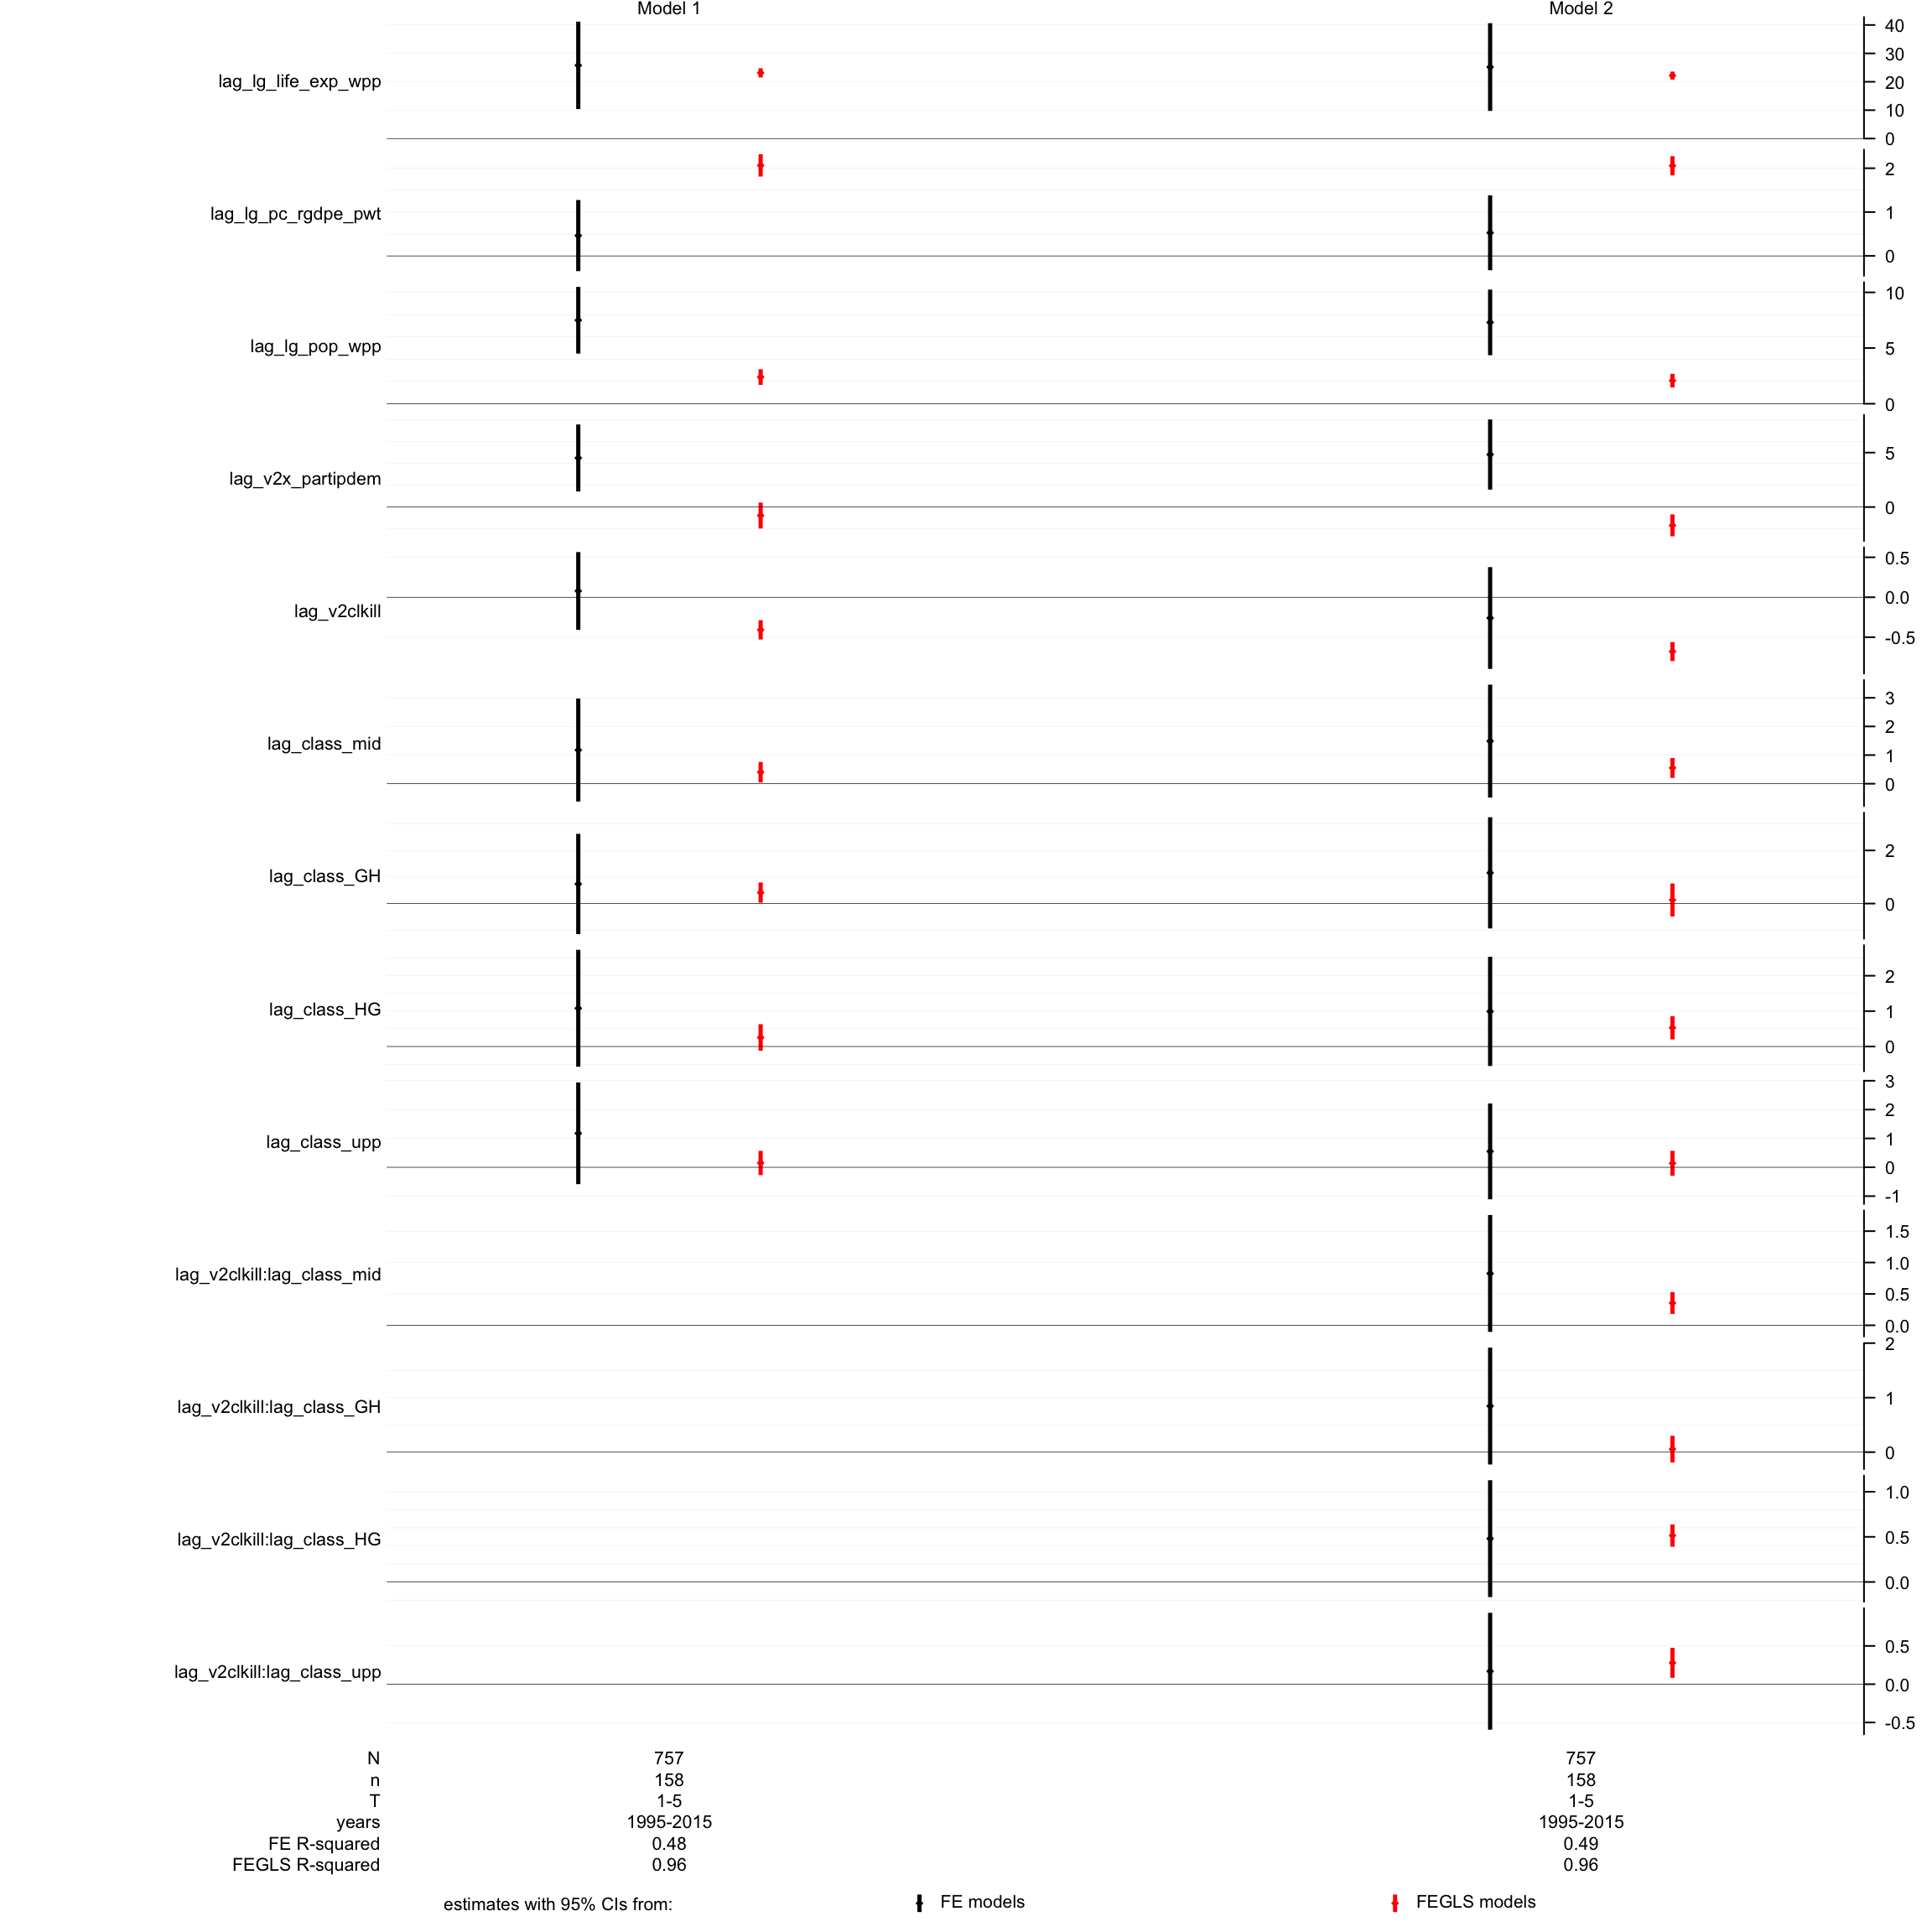 Model 1 Model 2
40
30
lag_lg_life_exp_wpp 20
10
0
2
lag_lg_pc_rgdpe_pwt 1
0
10
lag_lg_pop_wpp 5
0
5
lag_v2x_partipdem
0
0.5
0.0
lag_v2clkill
-0.5
3
2
lag_class_mid
1
0
2
lag_class_GH
0
2
lag_class_HG 1
0
3
2
lag_class_upp 1
0
-1
1.5
1.0
lag_v2clkill:lag_class_mid
0.5
0.0
2
1
lag_v2clkill:lag_class_GH
0
1.0
lag_v2clkill:lag_class_HG 0.5
0.0
0.5
lag_v2clkill:lag_class_upp
0.0
-0.5
N 757 757
n 158 158
T 1-5 1-5
years 1995-2015 1995-2015
FE R-squared 0.48 0.49
FEGLS R-squared 0.96 0.96
estimates with 95% CIs from: FE models FEGLS models